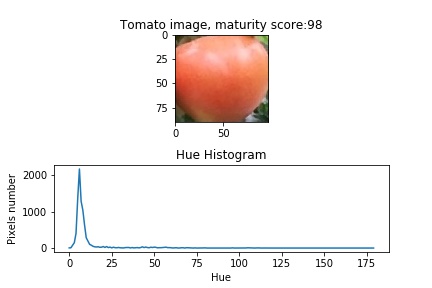 Tomato image, maturity score:98
0
25
50
75
0 50
Hue Histogram
2000
1000
0
Pixels number
0 25 50 75 100 125 150 175
Hue